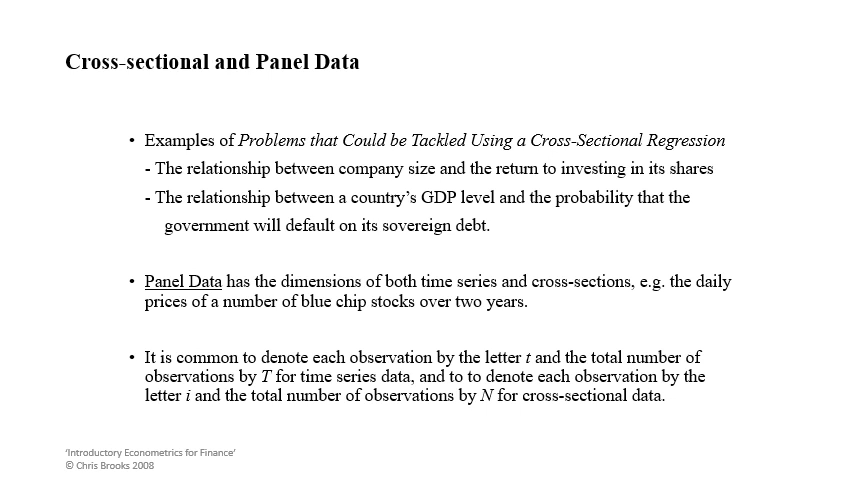 Cross-sectional and Panel Data
• Examples of Problems that Could be Tackled Using a Cross-Sectional Regression
- The relationship between company size and the return to investing in its shares
- The relationship between a country’s GDP level and the probability that the
government will default on its sovereign debt.
• Panel Data has the dimensions of both time series and cross-sections, e.g. the daily
prices of a number of blue chip stocks over two years.
• It is common to denote each observation by the letter t and the total number of
observations by T for time series data, and to to denote each observation by the
letter i and the total number of observations by N for cross-sectional data.
‘Introductory Econometrics for Finance’
© Chris Brooks 2008